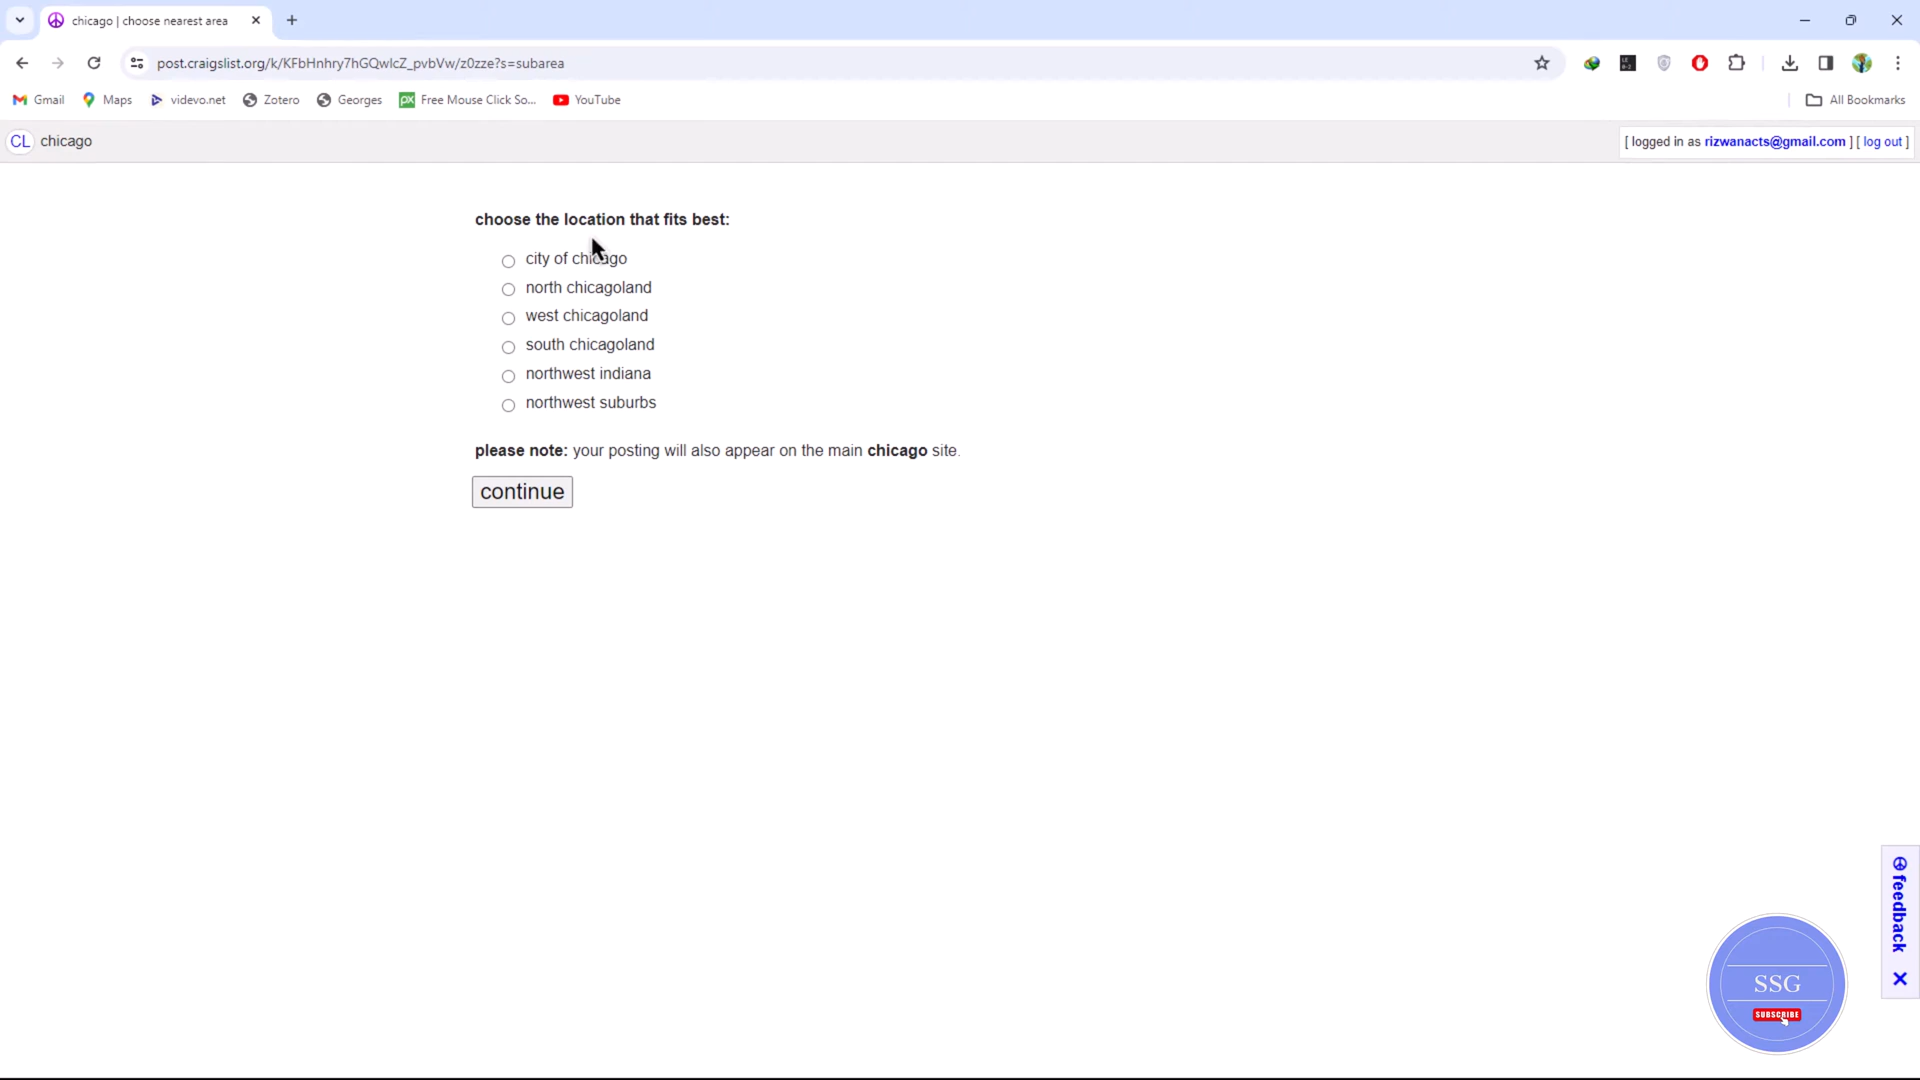 chicago | choose nearest area
post.craigslist.org/k/KFbHnhry7hGQwlcZ_pvbVw/z0zze?s=subarea
Gmail Maps videvo.net Zotero Georges Free Mouse Click So... YouTube All Bookmarks
CL chicago [ logged in as rizwanacts@gmail.com ] [ log out ]
choose the location that fits best:
city of chicago
north chicagoland
west chicagoland
south chicagoland
northwest indiana
northwest suburbs
please note: your posting will also appear on the main chicago site.
continue
feedback X
SSG
SUBSCRIBE